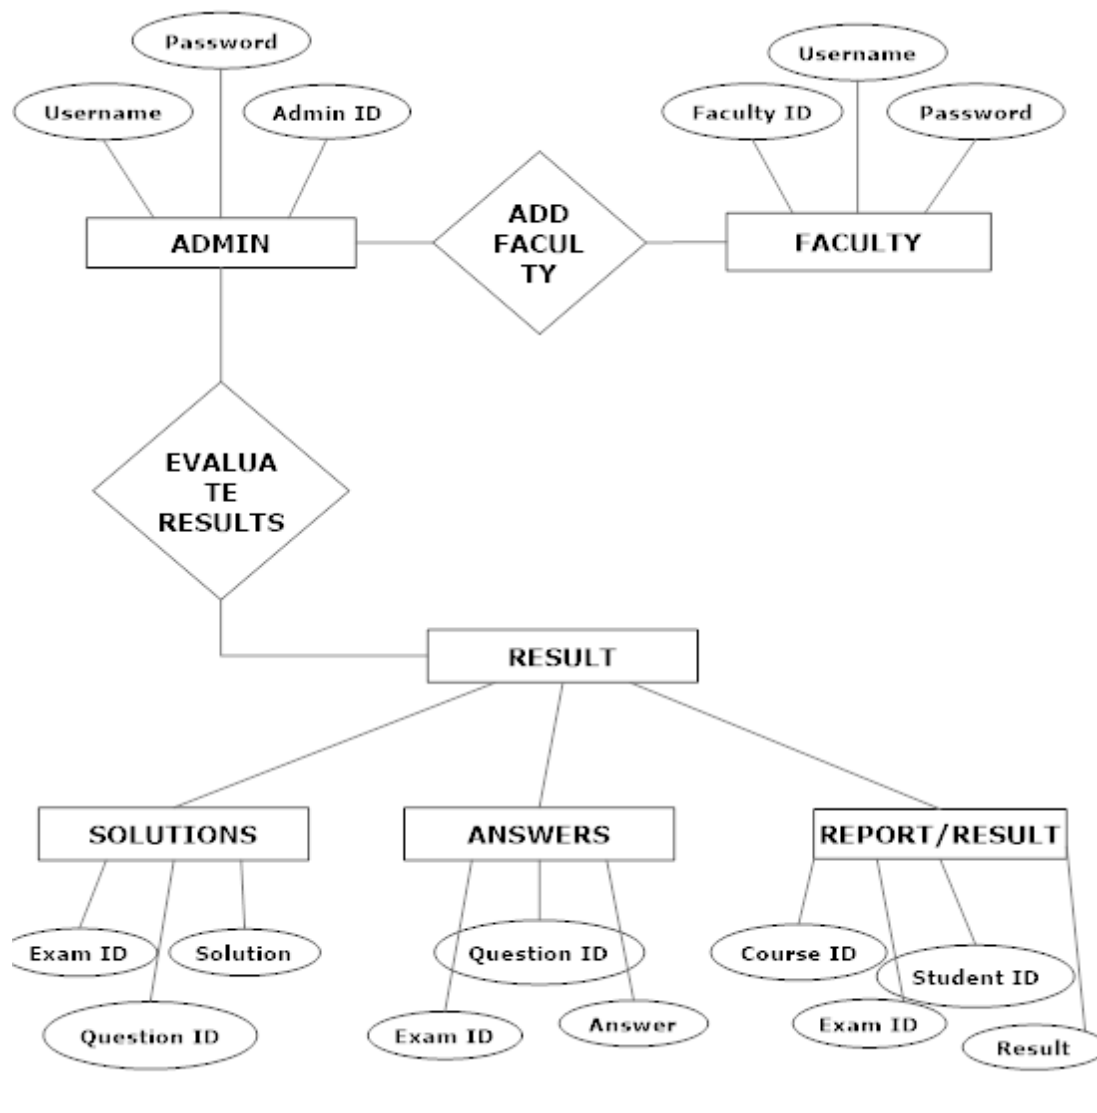 Password
Username
Admin ID
Username
Faculty ID
Password
ADMIN
ADD
FACUL
TY
FACULTY
EVALUA
TE
RESULTS
RESULT
SOLUTIONS
ANSWERS
REPORT/RESULT
Exam ID
Solution
Question ID
Question ID
Exam ID
Answer
Course ID
Student ID
Exam ID
Result